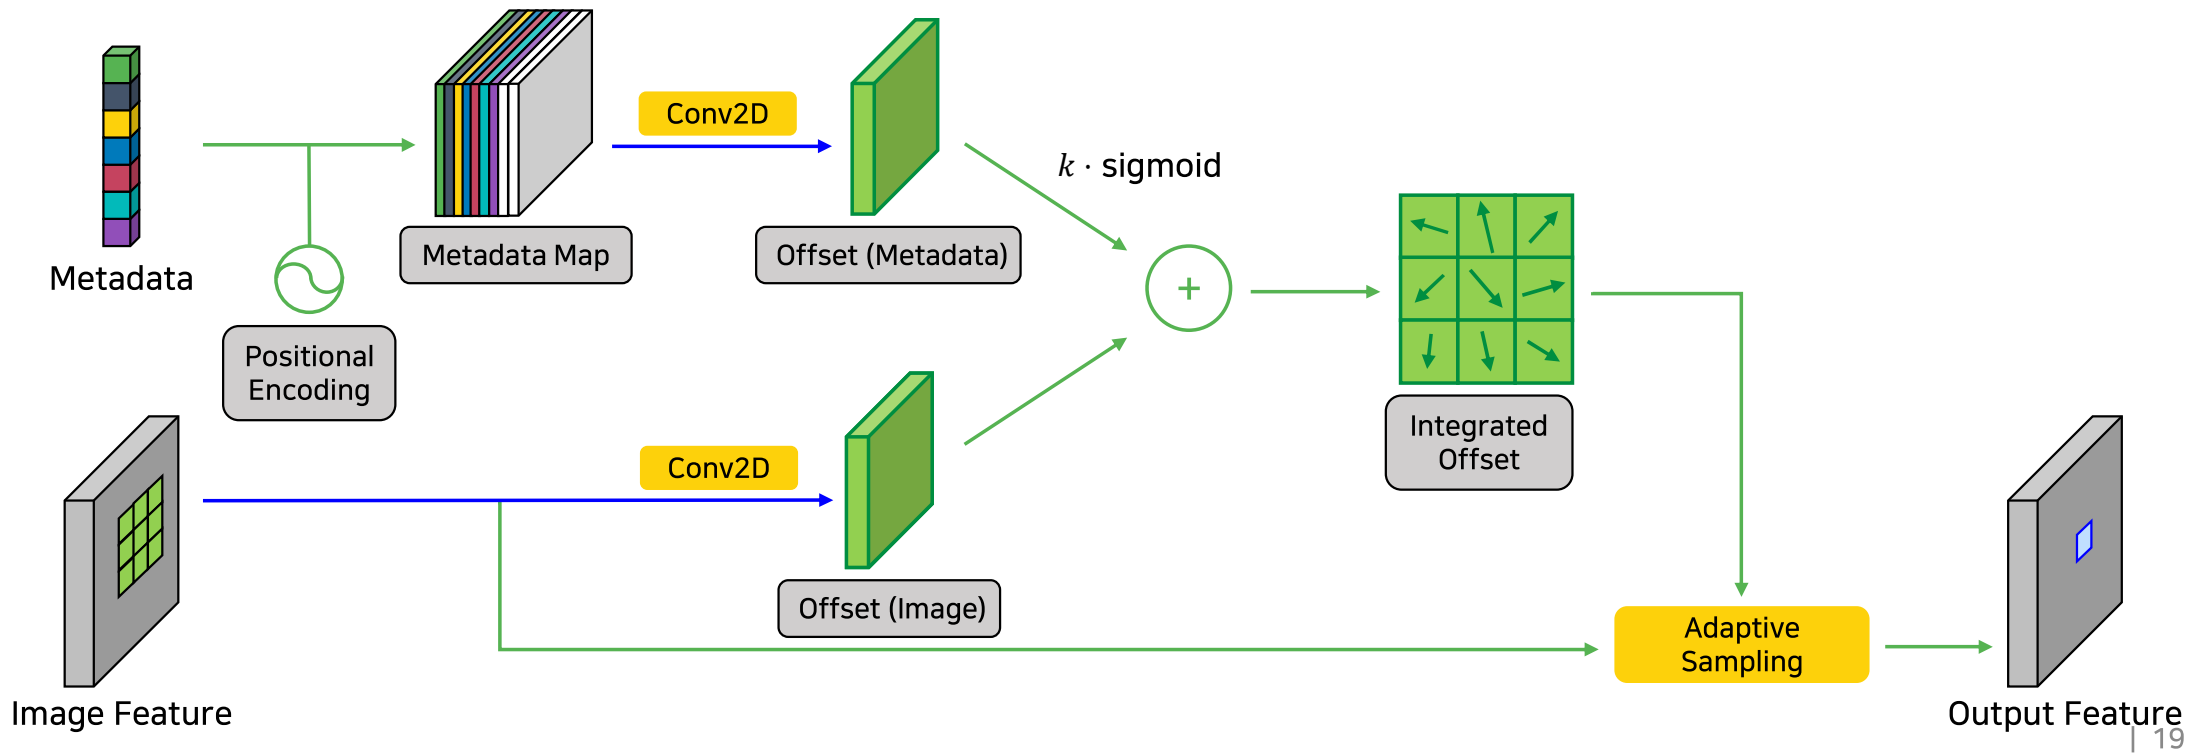 Metadata
Positional
Encoding
Metadata Map
Conv2D
Offset (Metadata)
k · sigmoid
+
Integrated
Offset
Image Feature
Conv2D
Offset (Image)
Adaptive
Sampling
Output Feature
| 19